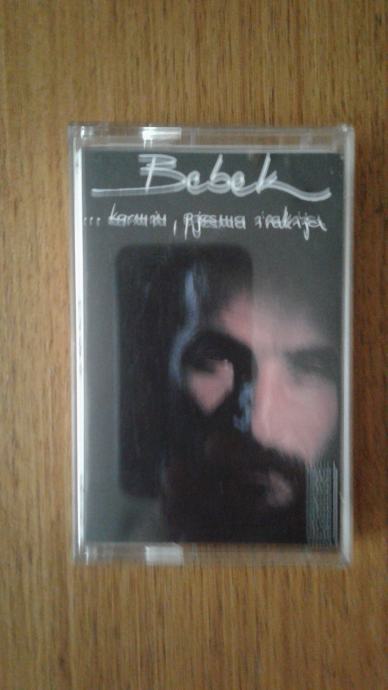 Bebek
... karmin, pjesma i rakija